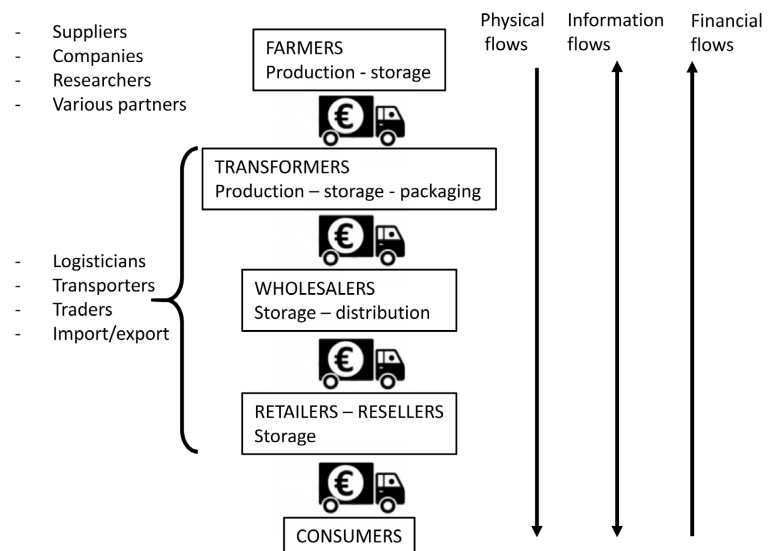 - Suppliers
- Companies
- Researchers
- Various partners
FARMERS
Production - storage
Physical
flows
Information
flows
Financial
flows
€
TRANSFORMERS
Production – storage - packaging
€
- Logisticians
- Transporters
- Traders
- Import/export
WHOLESALERS
Storage – distribution
€
RETAILERS – RESELLERS
Storage
€
CONSUMERS